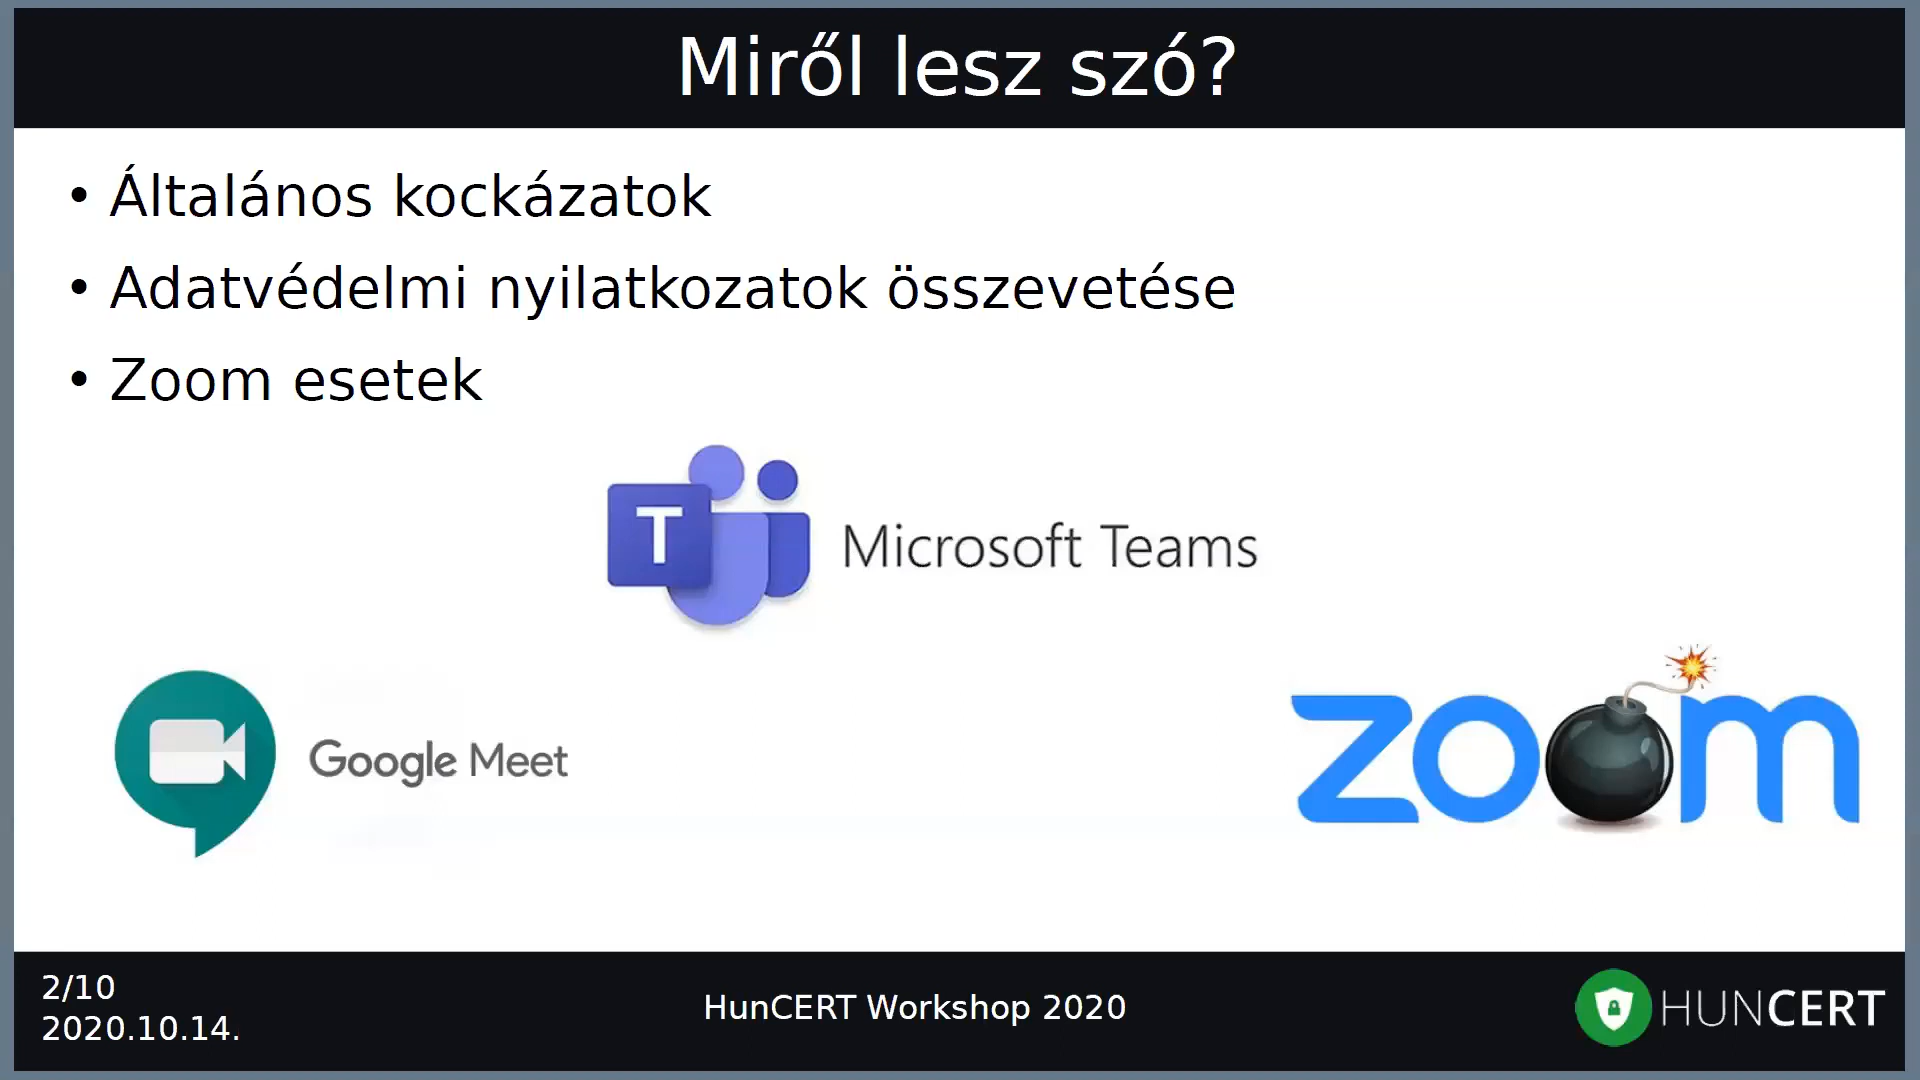 Miről lesz szó?
• Általános kockázatok
• Adatvédelmi nyilatkozatok összevetése
• Zoom esetek
T
Microsoft Teams
Google Meet
zoom
2/10
2020.10.14.
HunCERT Workshop 2020
HUNCERT